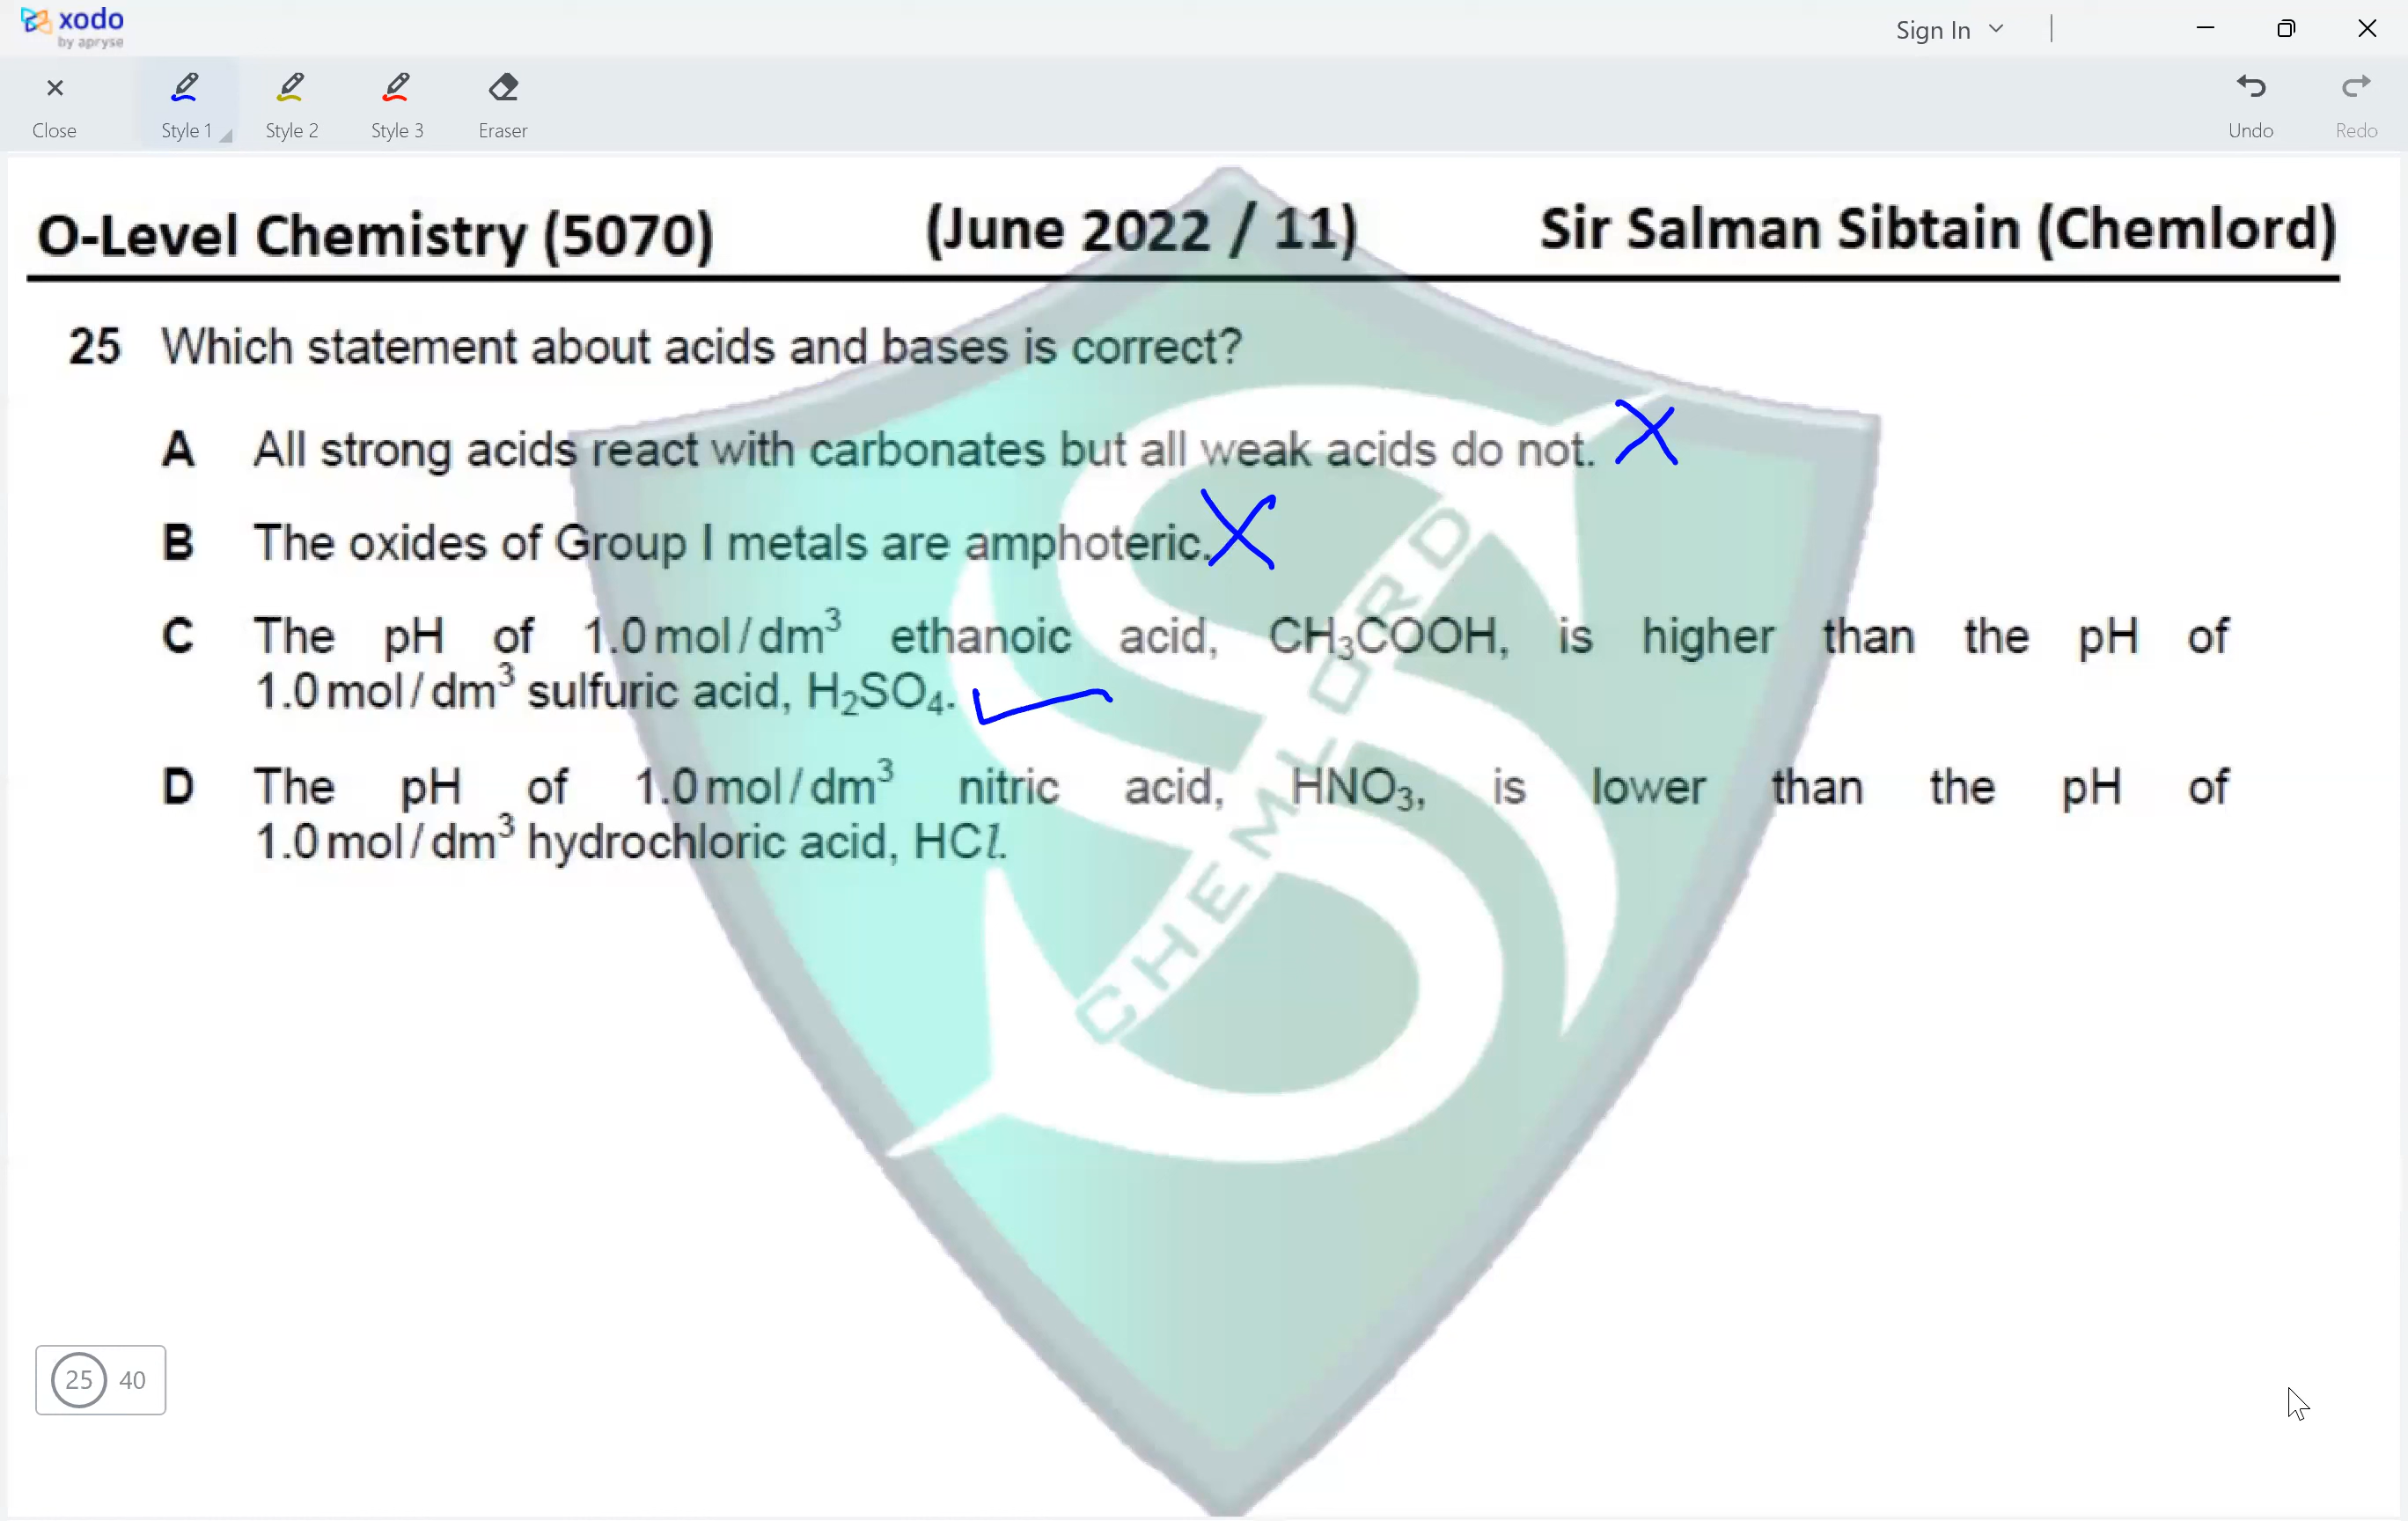 xodo
by apryse
Sign In
Close
Style 1
Style 2
Style 3
Eraser
Undo
Redo
O-Level Chemistry (5070) (June 2022 / 11) Sir Salman Sibtain (Chemlord)
25 Which statement about acids and bases is correct?
A All strong acids react with carbonates but all weak acids do not.
B The oxides of Group I metals are amphoteric.
C The pH of 1.0 mol/dm³ ethanoic acid, CH₃COOH, is higher than the pH of
1.0 mol/dm³ sulfuric acid, H₂SO₄.
D The pH of 1.0 mol/dm³ nitric acid, HNO₃, is lower than the pH of
1.0 mol/dm³ hydrochloric acid, HCl.
CHEMLORD
25 40